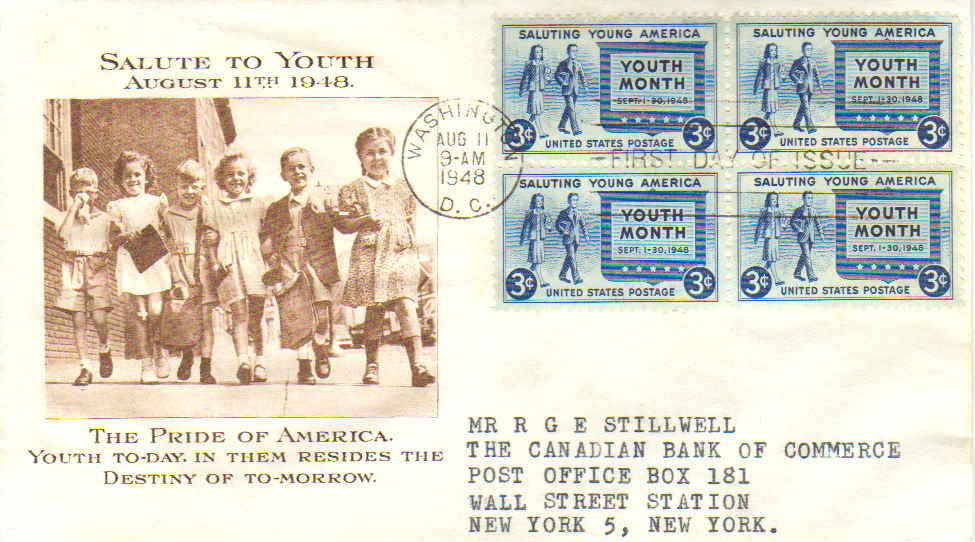 SALUTE TO YOUTH
AUGUST 11TH 1948.
THE PRIDE OF AMERICA.
YOUTH TO-DAY. IN THEM RESIDES THE
DESTINY OF TO-MORROW.
WASHINGTON
AUG 11
9-AM
1948
D. C.
FIRST DAY OF ISSUE
SALUTING YOUNG AMERICA
YOUTH
MONTH
SEPT. 1-30, 1948
3¢ 3¢
UNITED STATES POSTAGE
SALUTING YOUNG AMERICA
YOUTH
MONTH
SEPT. 1-30, 1948
3¢ 3¢
UNITED STATES POSTAGE
SALUTING YOUNG AMERICA
YOUTH
MONTH
SEPT. 1-30, 1948
3¢ 3¢
UNITED STATES POSTAGE
SALUTING YOUNG AMERICA
YOUTH
MONTH
SEPT. 1-30, 1948
3¢ 3¢
UNITED STATES POSTAGE
MR R G E STILLWELL
THE CANADIAN BANK OF COMMERCE
POST OFFICE BOX 181
WALL STREET STATION
NEW YORK 5, NEW YORK.